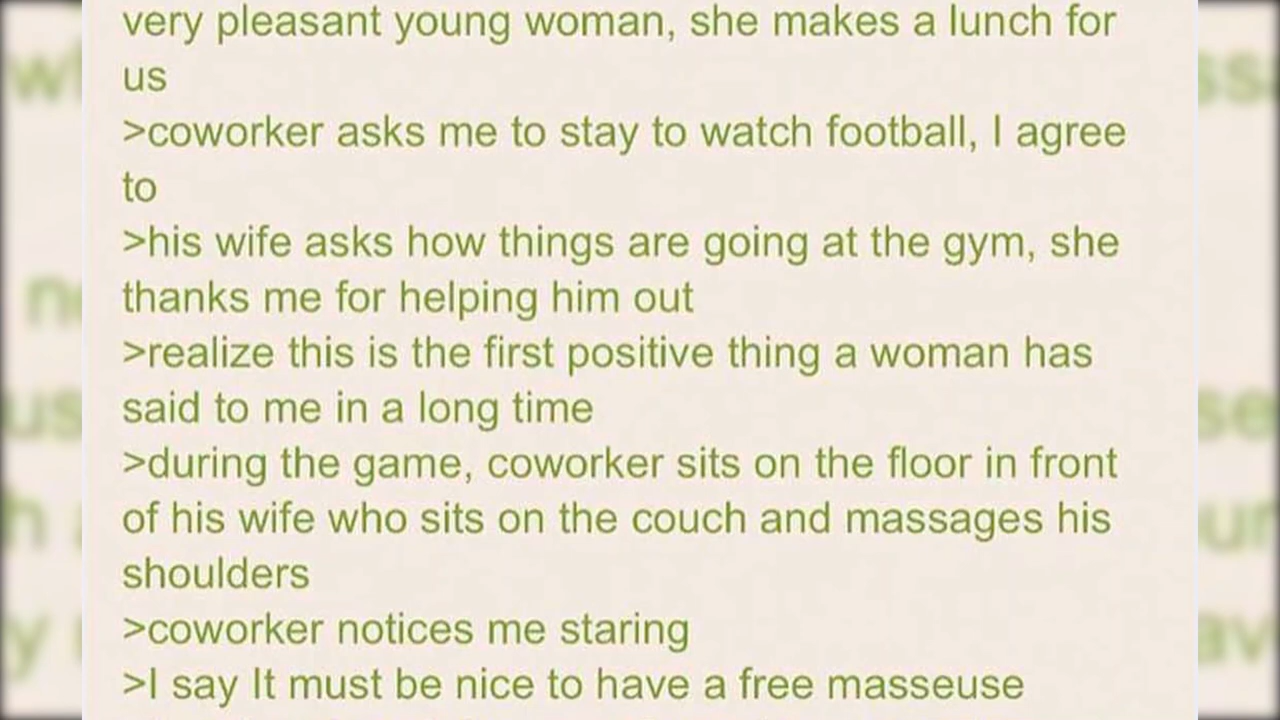 very pleasant young woman, she makes a lunch for
us
>coworker asks me to stay to watch football, I agree
to
>his wife asks how things are going at the gym, she
thanks me for helping him out
>realize this is the first positive thing a woman has
said to me in a long time
>during the game, coworker sits on the floor in front
of his wife who sits on the couch and massages his
shoulders
>coworker notices me staring
>I say It must be nice to have a free masseuse